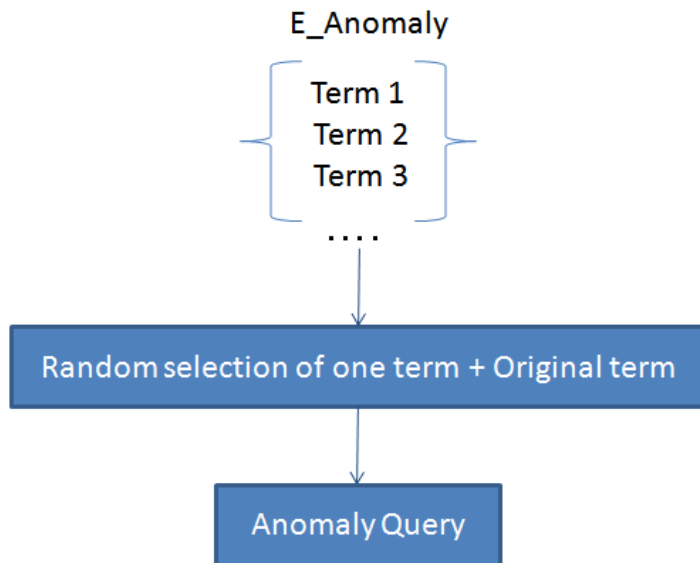 E_Anomaly
Term 1
Term 2
Term 3
....
Random selection of one term + Original term
Anomaly Query